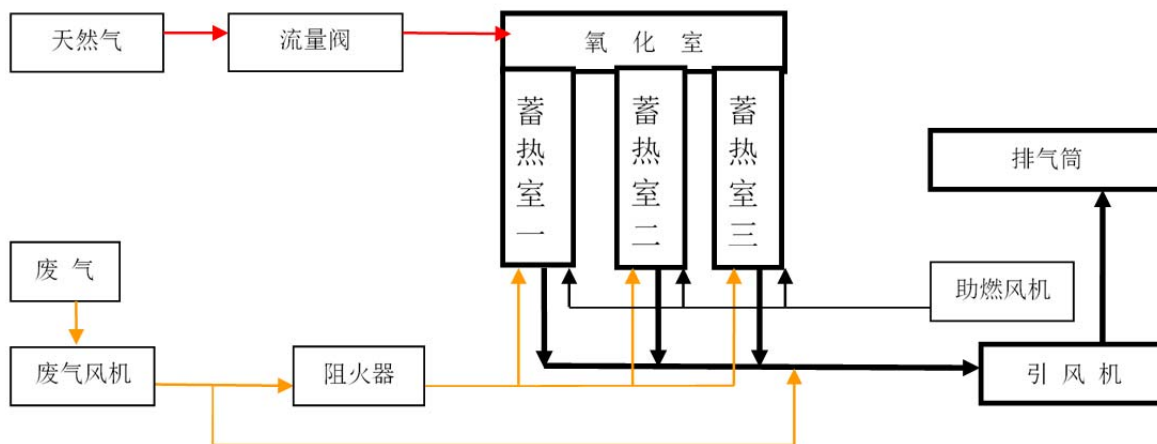 天然气
流量阀
氧 化 室
蓄热室一
蓄热室二
蓄热室三
排气筒
废 气
助燃风机
废气风机
阻火器
引 风 机